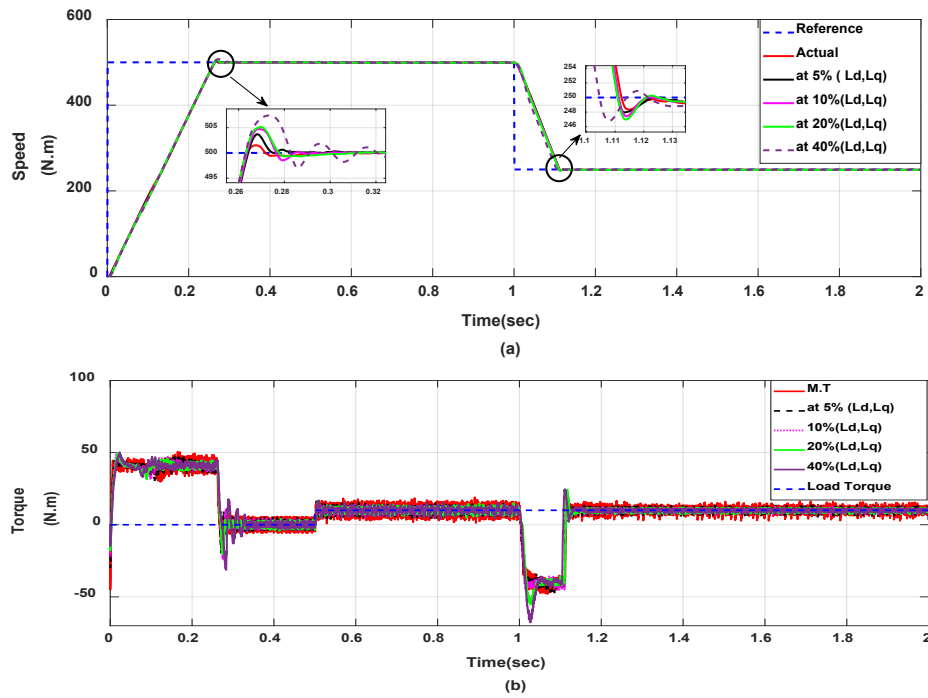 600
400
200
0
Speed
(N.m)
Reference
Actual
at 5% ( Ld,Lq)
at 10%(Ld,Lq)
at 20%(Ld,Lq)
at 40%(Ld,Lq)
505
500
495
0.26 0.28 0.3 0.32
254
252
250
248
246
1.1 1.11 1.12 1.13
0 0.2 0.4 0.6 0.8 1 1.2 1.4 1.6 1.8 2
Time(sec)
(a)
100
50
0
-50
Torque
(N.m)
M.T
at 5% (Ld,Lq)
10%(Ld,Lq)
20%(Ld,Lq)
40%(Ld,Lq)
Load Torque
0 0.2 0.4 0.6 0.8 1 1.2 1.4 1.6 1.8 2
Time(sec)
(b)